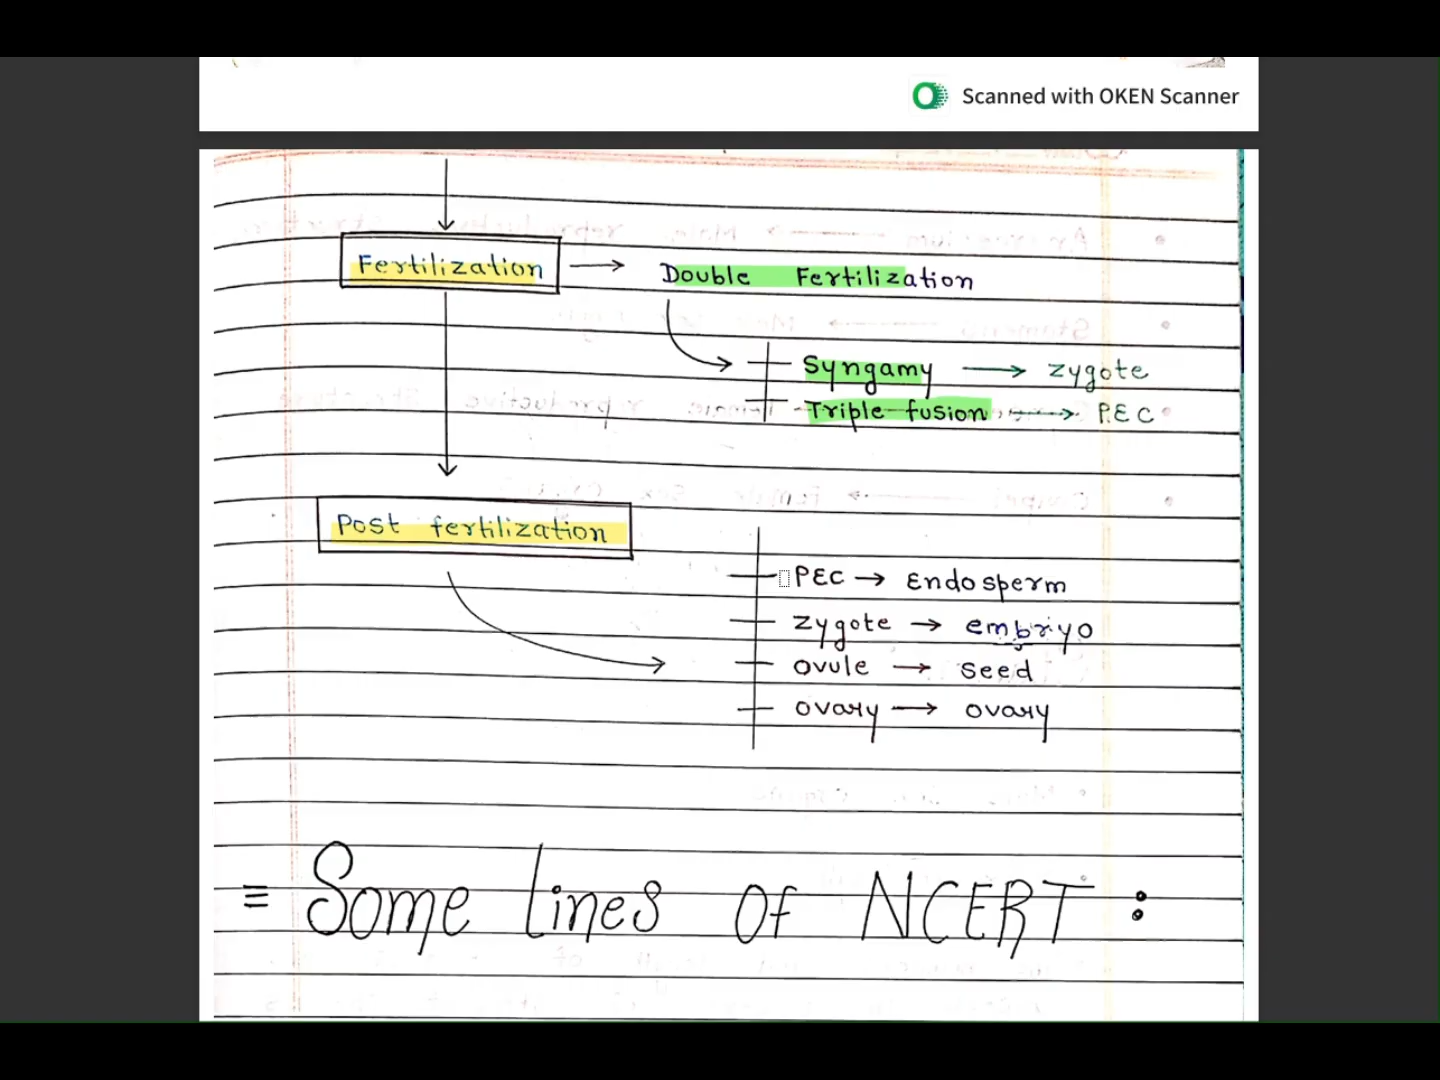 Scanned with OKEN Scanner
Fertilization → Double Fertilization
Syngamy → zygote
Triple fusion → PEC
Post fertilization
PEC → Endosperm
zygote → embriyo
ovule → seed
ovary → ovary
= Some Lines Of NCERT :